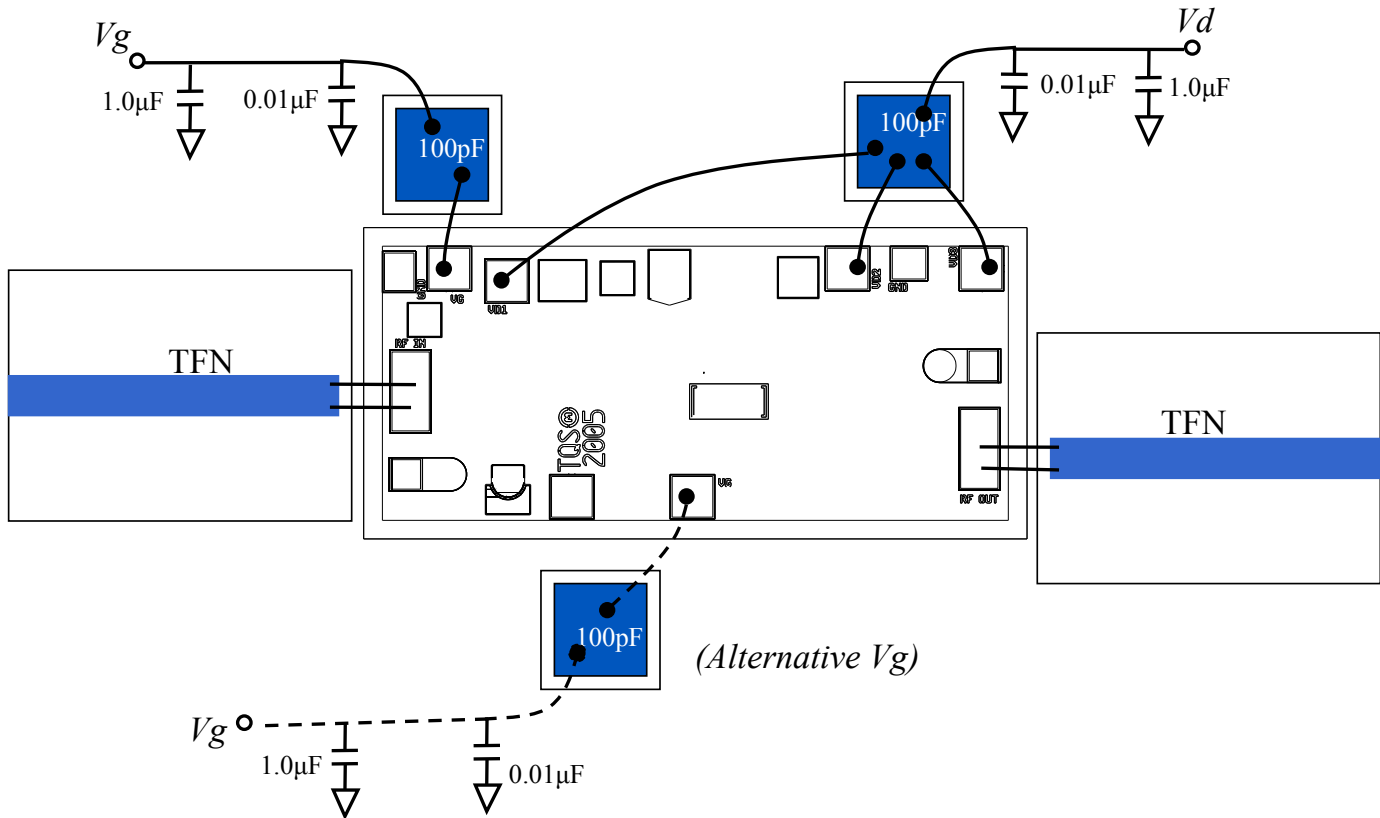 Vg
Vd
1.0μF
0.01μF
100pF
100pF
0.01μF
1.0μF
GND
VG
VD1
VD2
GND
VD3
RF IN
TFN
TFN
TQS©
2005
VG
RF OUT
100pF
(Alternative Vg)
Vg
1.0μF
0.01μF